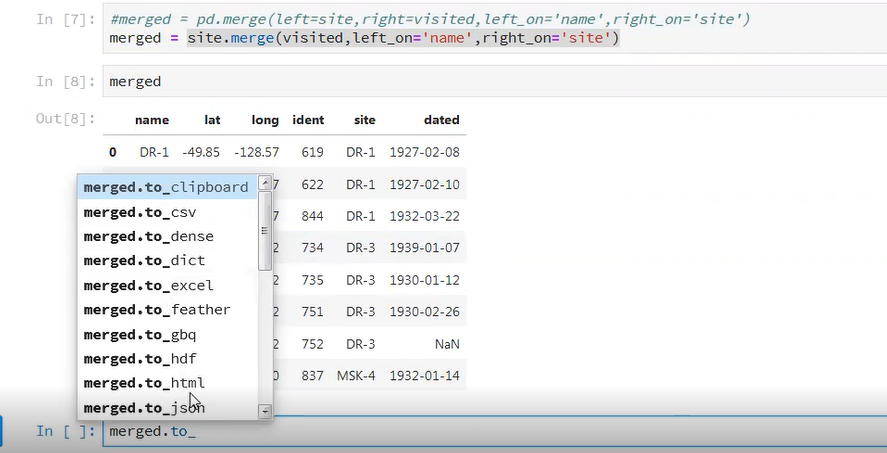 In [7]: #merged = pd.merge(left=site,right=visited,left_on='name',right_on='site')
merged = site.merge(visited,left_on='name',right_on='site')
In [8]: merged
Out[8]: name lat long ident site dated
0 DR-1 -49.85 -128.57 619 DR-1 1927-02-08
7 622 DR-1 1927-02-10
7 844 DR-1 1932-03-22
2 734 DR-3 1939-01-07
2 735 DR-3 1930-01-12
2 751 DR-3 1930-02-26
2 752 DR-3 NaN
0 837 MSK-4 1932-01-14
merged.to_clipboard
merged.to_csv
merged.to_dense
merged.to_dict
merged.to_excel
merged.to_feather
merged.to_gbq
merged.to_hdf
merged.to_html
merged.to_json
In [ ]: merged.to_